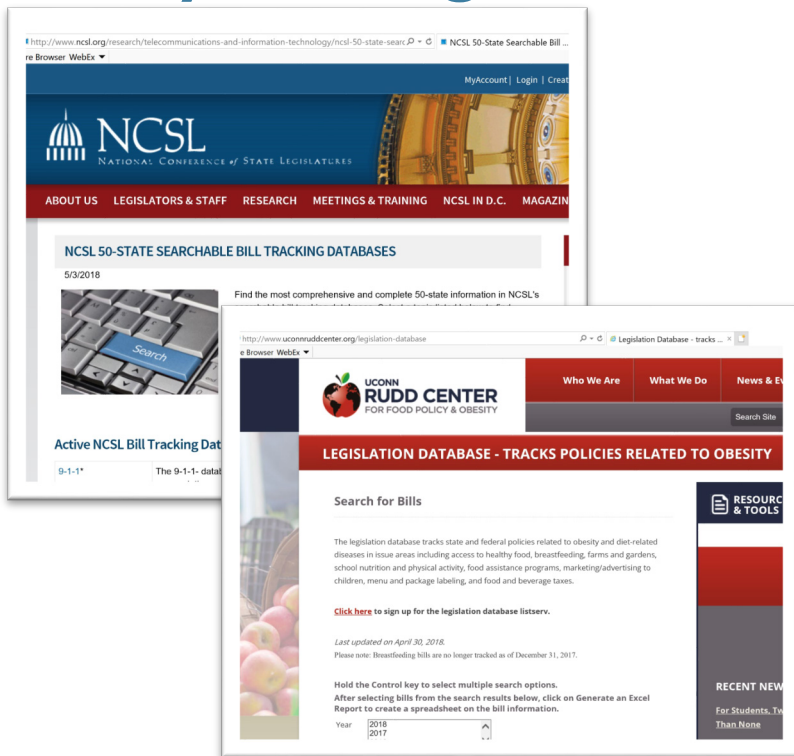 http://www.ncsl.org/research/telecommunications-and-information-technology/ncsl-50-state-searc
NCSL 50-State Searchable Bill ...
re Browser WebEx
MyAccount | Login | Creat
NCSL
NATIONAL CONFERENCE of STATE LEGISLATURES
ABOUT US LEGISLATORS & STAFF RESEARCH MEETINGS & TRAINING NCSL IN D.C. MAGAZIN
NCSL 50-STATE SEARCHABLE BILL TRACKING DATABASES
5/3/2018
Search
Find the most comprehensive and complete 50-state information in NCSL's
Active NCSL Bill Tracking Dat
9-1-1* The 9-1-1- datab
http://www.uconnruddcenter.org/legislation-database
Legislation Database - tracks ...
e Browser WebEx
UCONN
RUDD CENTER
FOR FOOD POLICY & OBESITY
Who We Are What We Do News & Ev
Search Site
LEGISLATION DATABASE - TRACKS POLICIES RELATED TO OBESITY
Search for Bills
The legislation database tracks state and federal policies related to obesity and diet-related
diseases in issue areas including access to healthy food, breastfeeding, farms and gardens,
school nutrition and physical activity, food assistance programs, marketing/advertising to
children, menu and package labeling, and food and beverage taxes.
Click here to sign up for the legislation database listserv.
Last updated on April 30, 2018.
Please note: Breastfeeding bills are no longer tracked as of December 31, 2017.
Hold the Control key to select multiple search options.
After selecting bills from the search results below, click on Generate an Excel
Report to create a spreadsheet on the bill information.
Year 2018
2017
RESOURC
& TOOLS
RECENT NEW
For Students, Tw
Than None